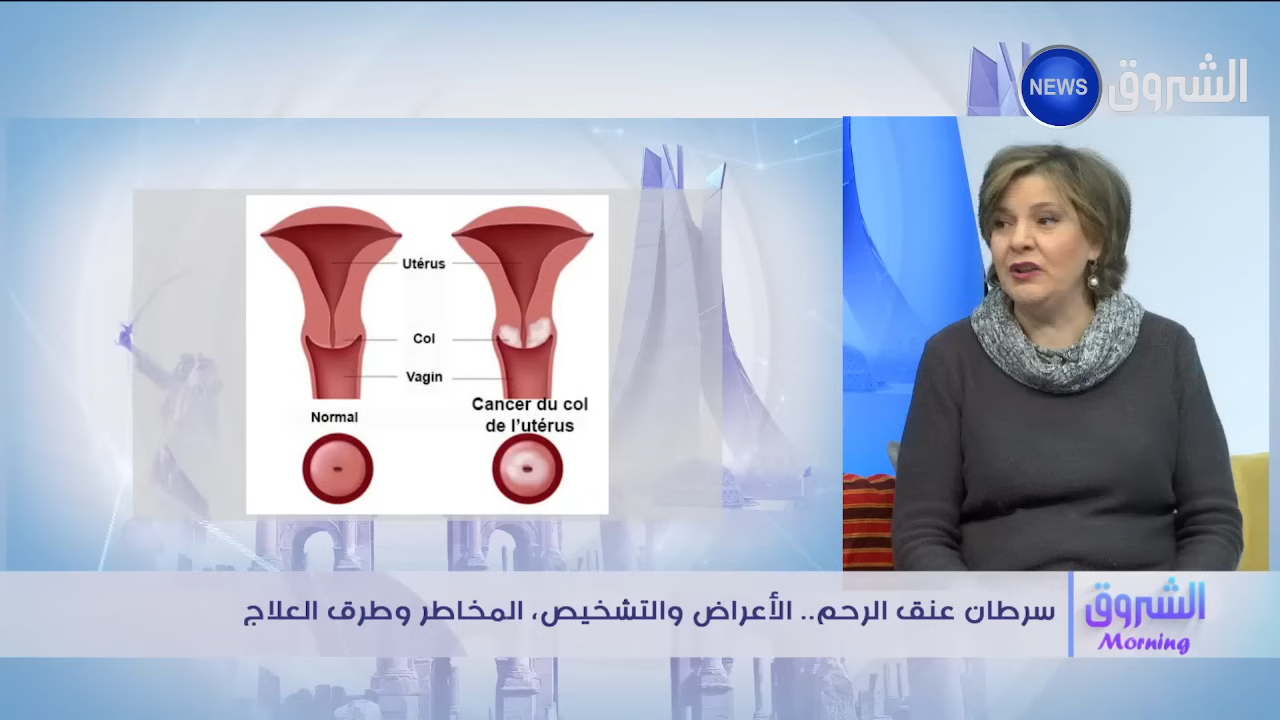 NEWS الشروق
Utérus
Col
Vagin
Normal
Cancer du col
de l'utérus
سرطان عنق الرحم.. الأعراض والتشخيص، المخاطر وطرق العلاج
الشروق
Morning